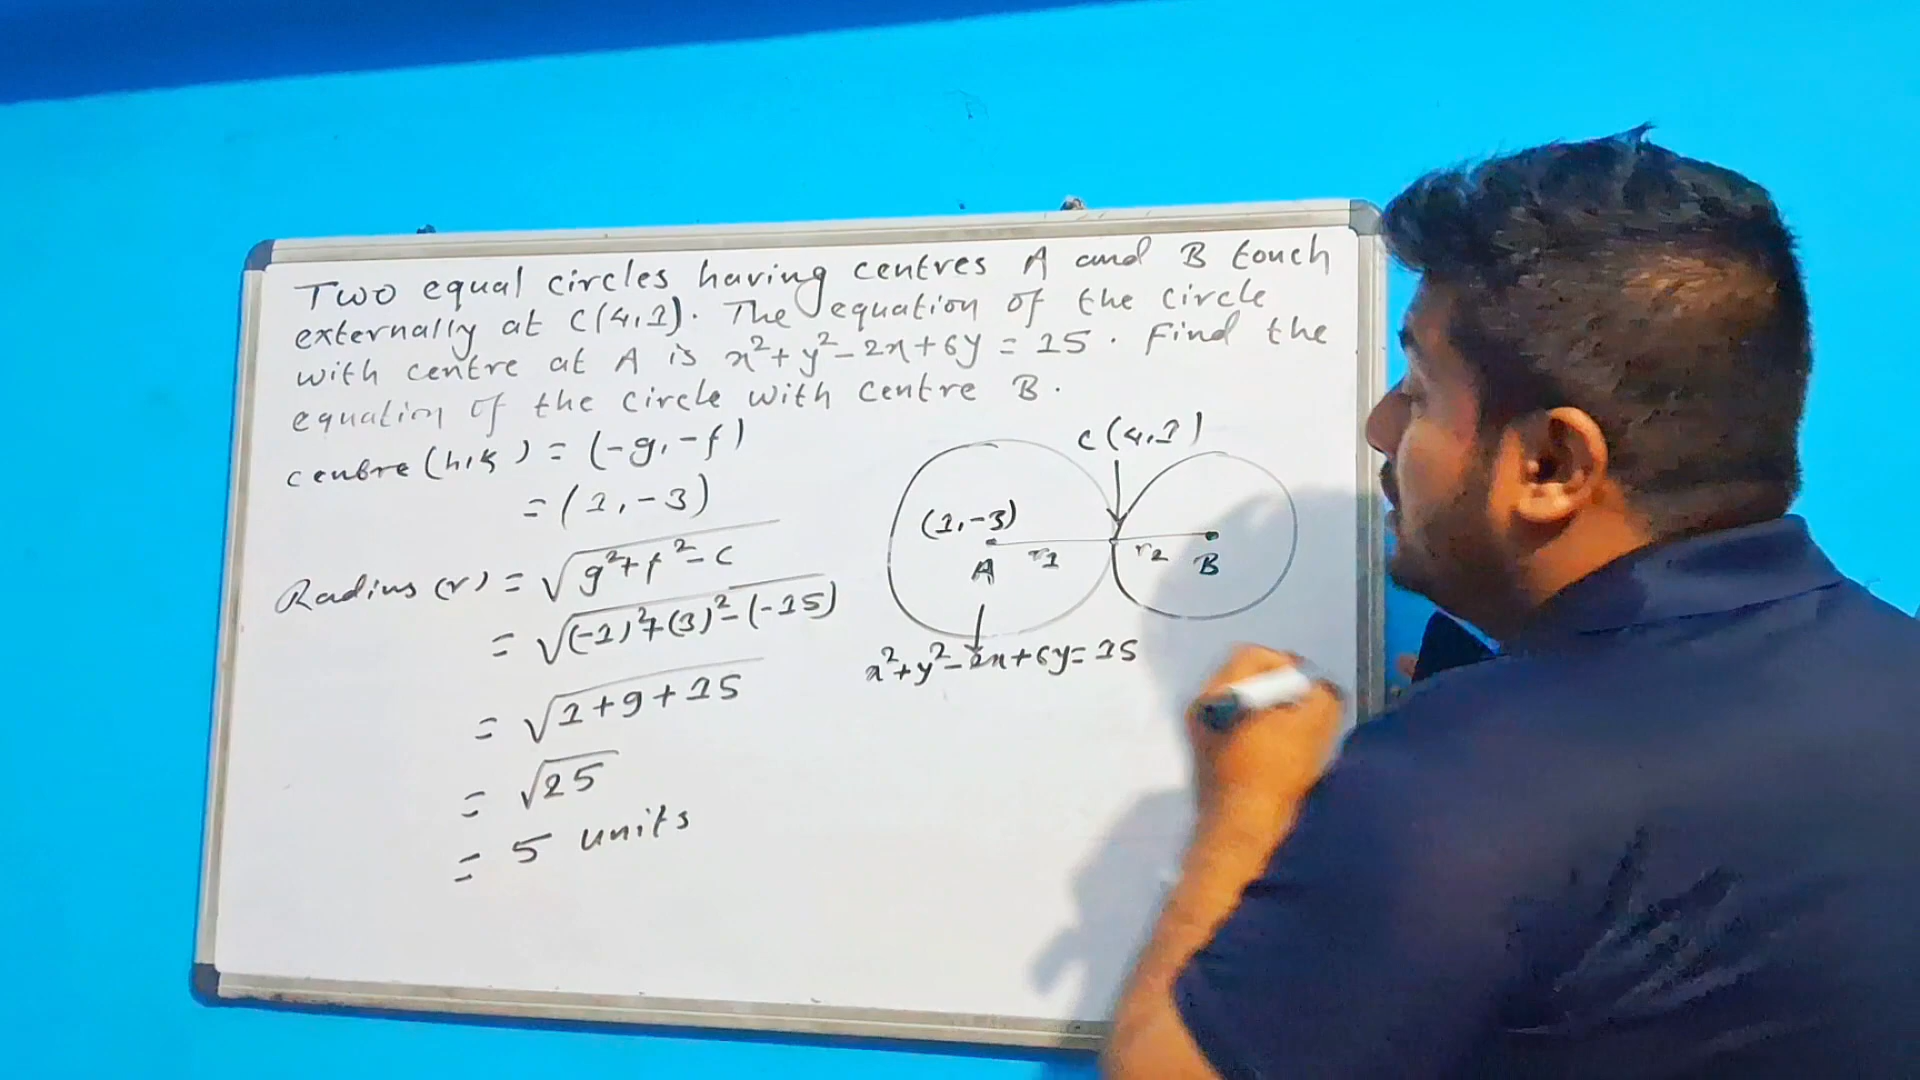 Two equal circles having centres A and B touch
externally at C(4,1). The equation of the circle
with centre at A is x²+y²-2x+6y = 15. Find the
equation of the circle with centre B.
centre (h,k) = (-g, -f)
= (1, -3)
Radius (r) = √g²+f²-c
= √(-1)²+(3)²-(-15)
= √1+9+15
= √25
= 5 units
C(4,1)
(1,-3)
A r1 r2 B
x²+y²-2x+6y=15